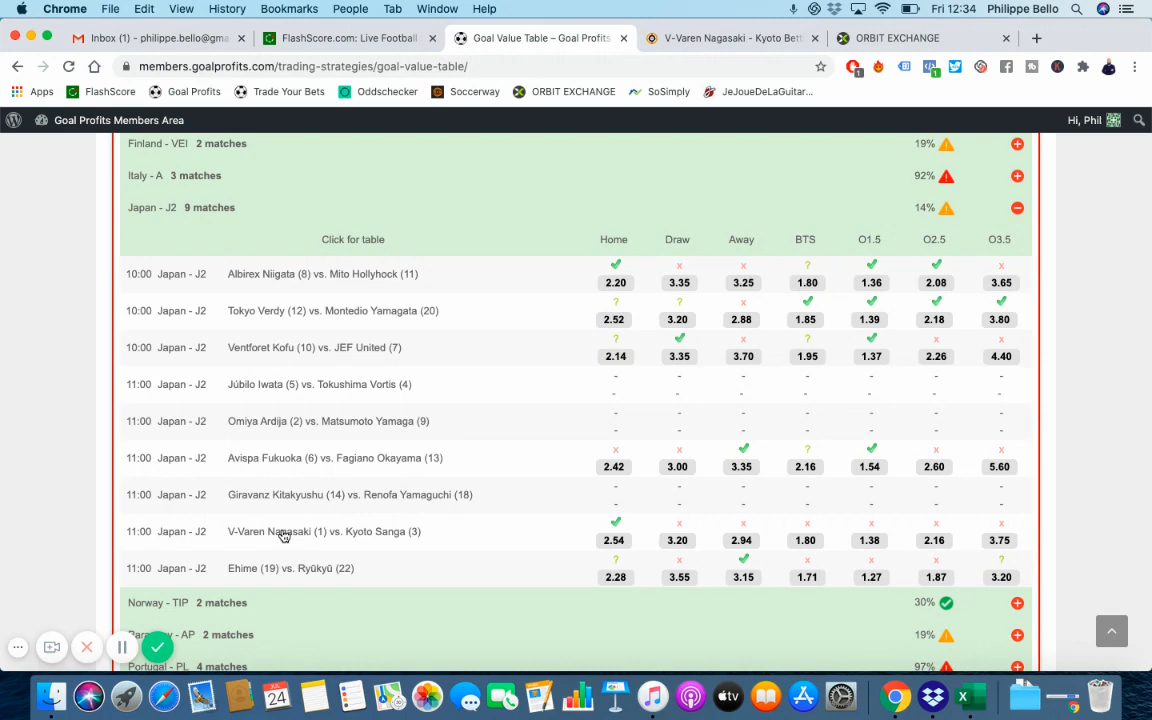 Chrome File Edit View History Bookmarks People Tab Window Help Fri 12:34 Philippe Bello
Inbox (1) - philippe.bello@gma × FlashScore.com: Live Football × Goal Value Table – Goal Profits × V-Varen Nagasaki - Kyoto Bett × ORBIT EXCHANGE ×
members.goalprofits.com/trading-strategies/goal-value-table/
Apps FlashScore Goal Profits Trade Your Bets Oddschecker Soccerway ORBIT EXCHANGE SoSimply JeJoueDeLaGuitar...
Goal Profits Members Area Hi, Phil
Finland - VEI 2 matches 19%
Italy - A 3 matches 92%
Japan - J2 9 matches 14%
Click for table Home Draw Away BTS O1.5 O2.5 O3.5
x x ? x
10:00 Japan - J2 Albirex Niigata (8) vs. Mito Hollyhock (11)
2.20 3.35 3.25 1.80 1.36 2.08 3.65
? ? x
10:00 Japan - J2 Tokyo Verdy (12) vs. Montedio Yamagata (20)
2.52 3.20 2.88 1.85 1.39 2.18 3.80
? x ? x x
10:00 Japan - J2 Ventforet Kofu (10) vs. JEF United (7)
2.14 3.35 3.70 1.95 1.37 2.26 4.40
- - - - - - -
11:00 Japan - J2 Júbilo Iwata (5) vs. Tokushima Vortis (4)
- - - - - - -
- - - - - - -
11:00 Japan - J2 Omiya Ardija (2) vs. Matsumoto Yamaga (9)
- - - - - - -
x x ? x x
11:00 Japan - J2 Avispa Fukuoka (6) vs. Fagiano Okayama (13)
2.42 3.00 3.35 2.16 1.54 2.60 5.60
- - - - - - -
11:00 Japan - J2 Giravanz Kitakyushu (14) vs. Renofa Yamaguchi (18)
- - - - - - -
x x x x x x
11:00 Japan - J2 V-Varen Nagasaki (1) vs. Kyoto Sanga (3)
2.54 3.20 2.94 1.80 1.38 2.16 3.75
? x x x x ?
11:00 Japan - J2 Ehime (19) vs. Ryūkyū (22)
2.28 3.55 3.15 1.71 1.27 1.87 3.20
Norway - TIP 2 matches 30%
- AP 2 matches 19%
Portugal - PL 4 matches 97%
JUL
24
tv